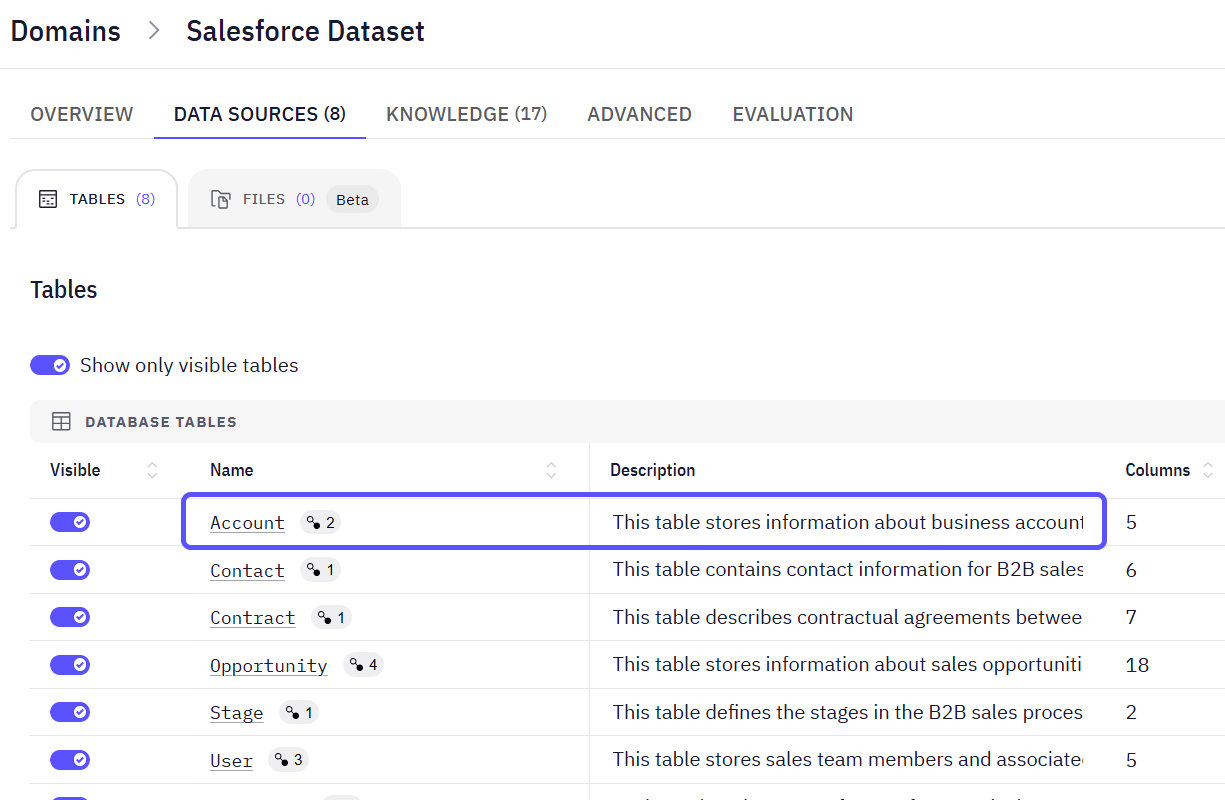 Domains > Salesforce Dataset
OVERVIEW DATA SOURCES (8) KNOWLEDGE (17) ADVANCED EVALUATION
TABLES (8) FILES (0) Beta
Tables
Show only visible tables
DATABASE TABLES
Visible Name Description Columns
Account 2 This table stores information about business account 5
Contact 1 This table contains contact information for B2B sales 6
Contract 1 This table describes contractual agreements betwee 7
Opportunity 4 This table stores information about sales opportuniti 18
Stage 1 This table defines the stages in the B2B sales proces 2
User 3 This table stores sales team members and associate 5